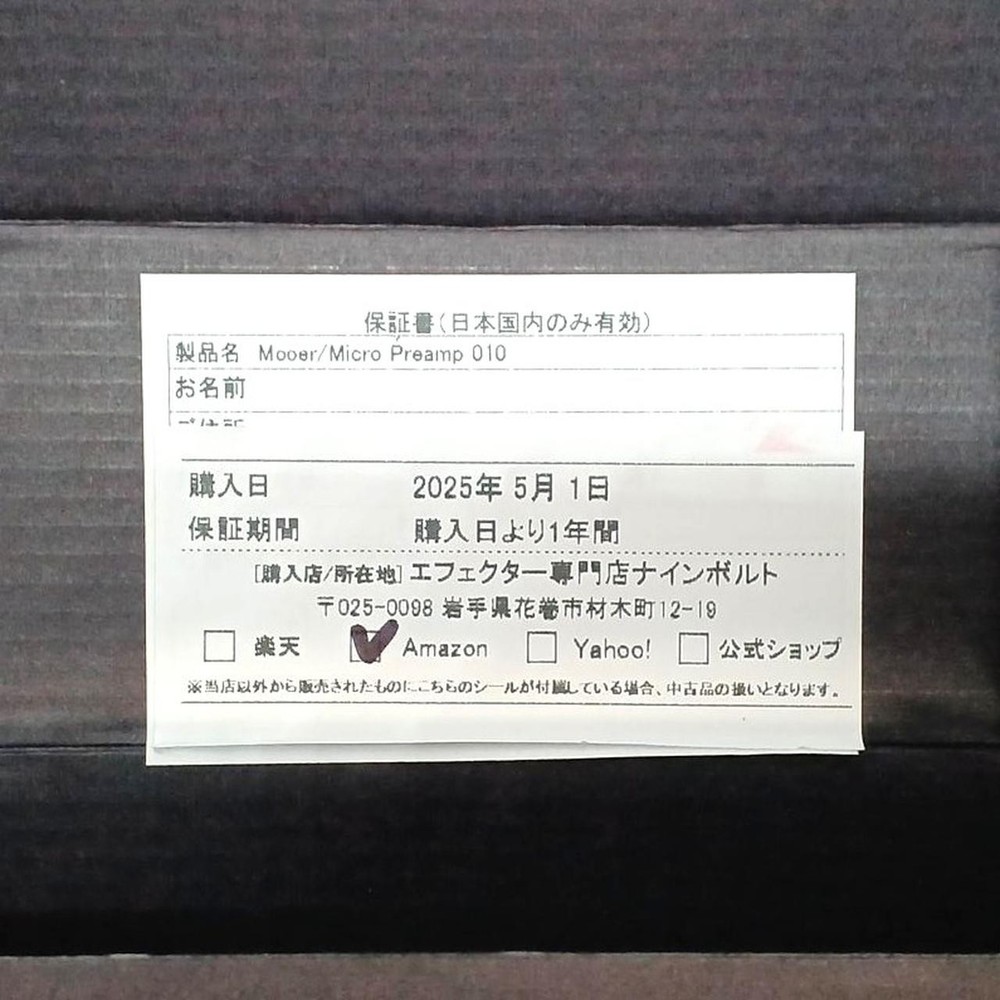 保証書(日本国内のみ有効)
製品名 Mooer/Micro Preamp 010
お名前
購入日 2025年 5月 1日
保証期間 購入日より1年間
[購入店/所在地]エフェクター専門店ナインボルト
〒025-0098 岩手県花巻市材木町12-19
楽天 Amazon Yahoo! 公式ショップ
※当店以外から販売されたものにこちらのシールが付属している場合、中古品の扱いとなります。